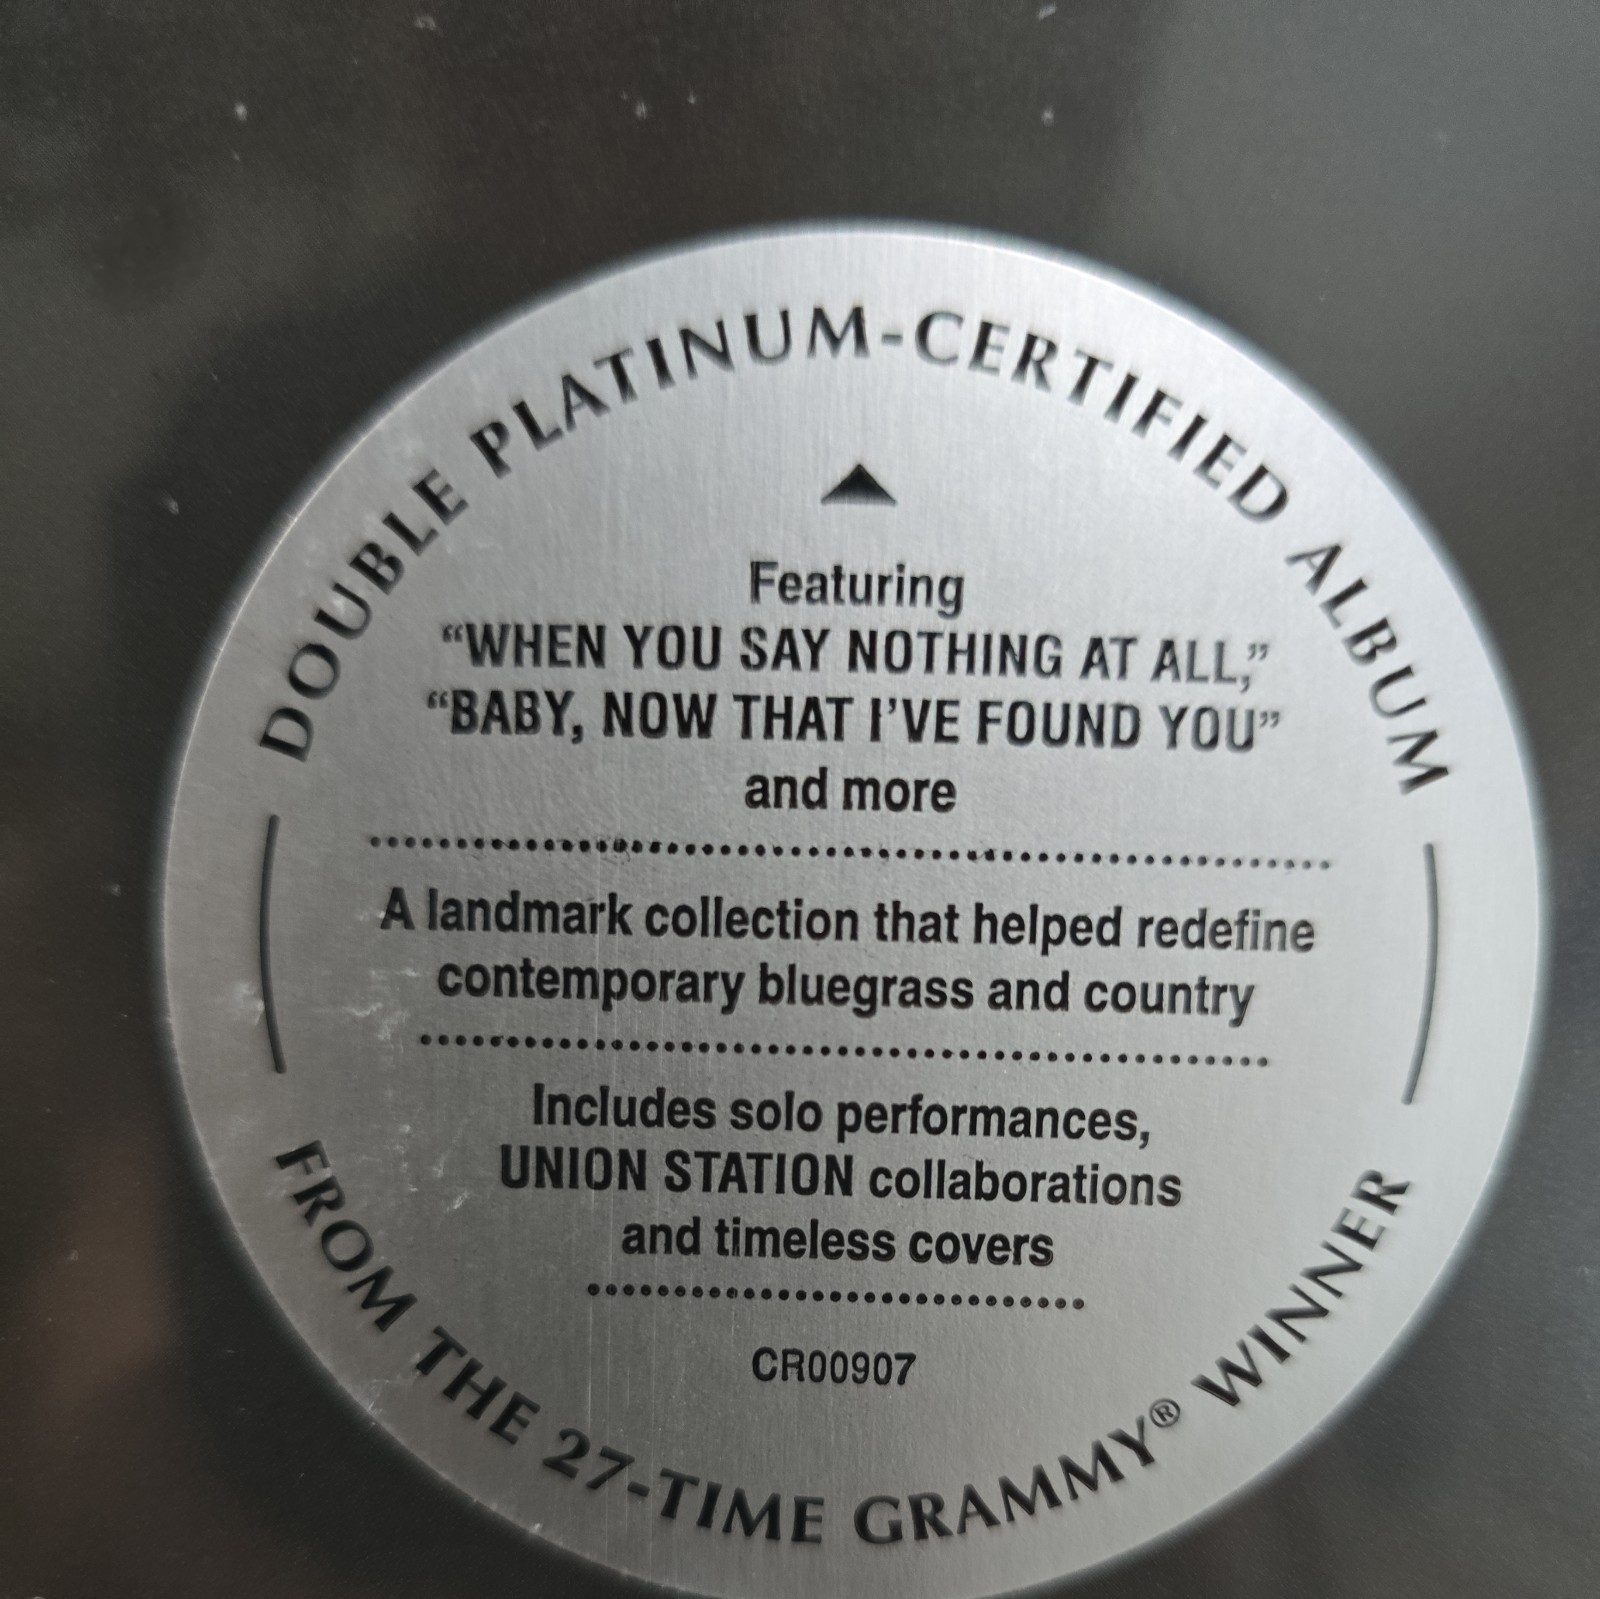 DOUBLE PLATINUM-CERTIFIED ALBUM
Featuring
“WHEN YOU SAY NOTHING AT ALL,”
“BABY, NOW THAT I’VE FOUND YOU”
and more
A landmark collection that helped redefine
contemporary bluegrass and country
Includes solo performances,
UNION STATION collaborations
and timeless covers
CR00907
FROM THE 27-TIME GRAMMY® WINNER